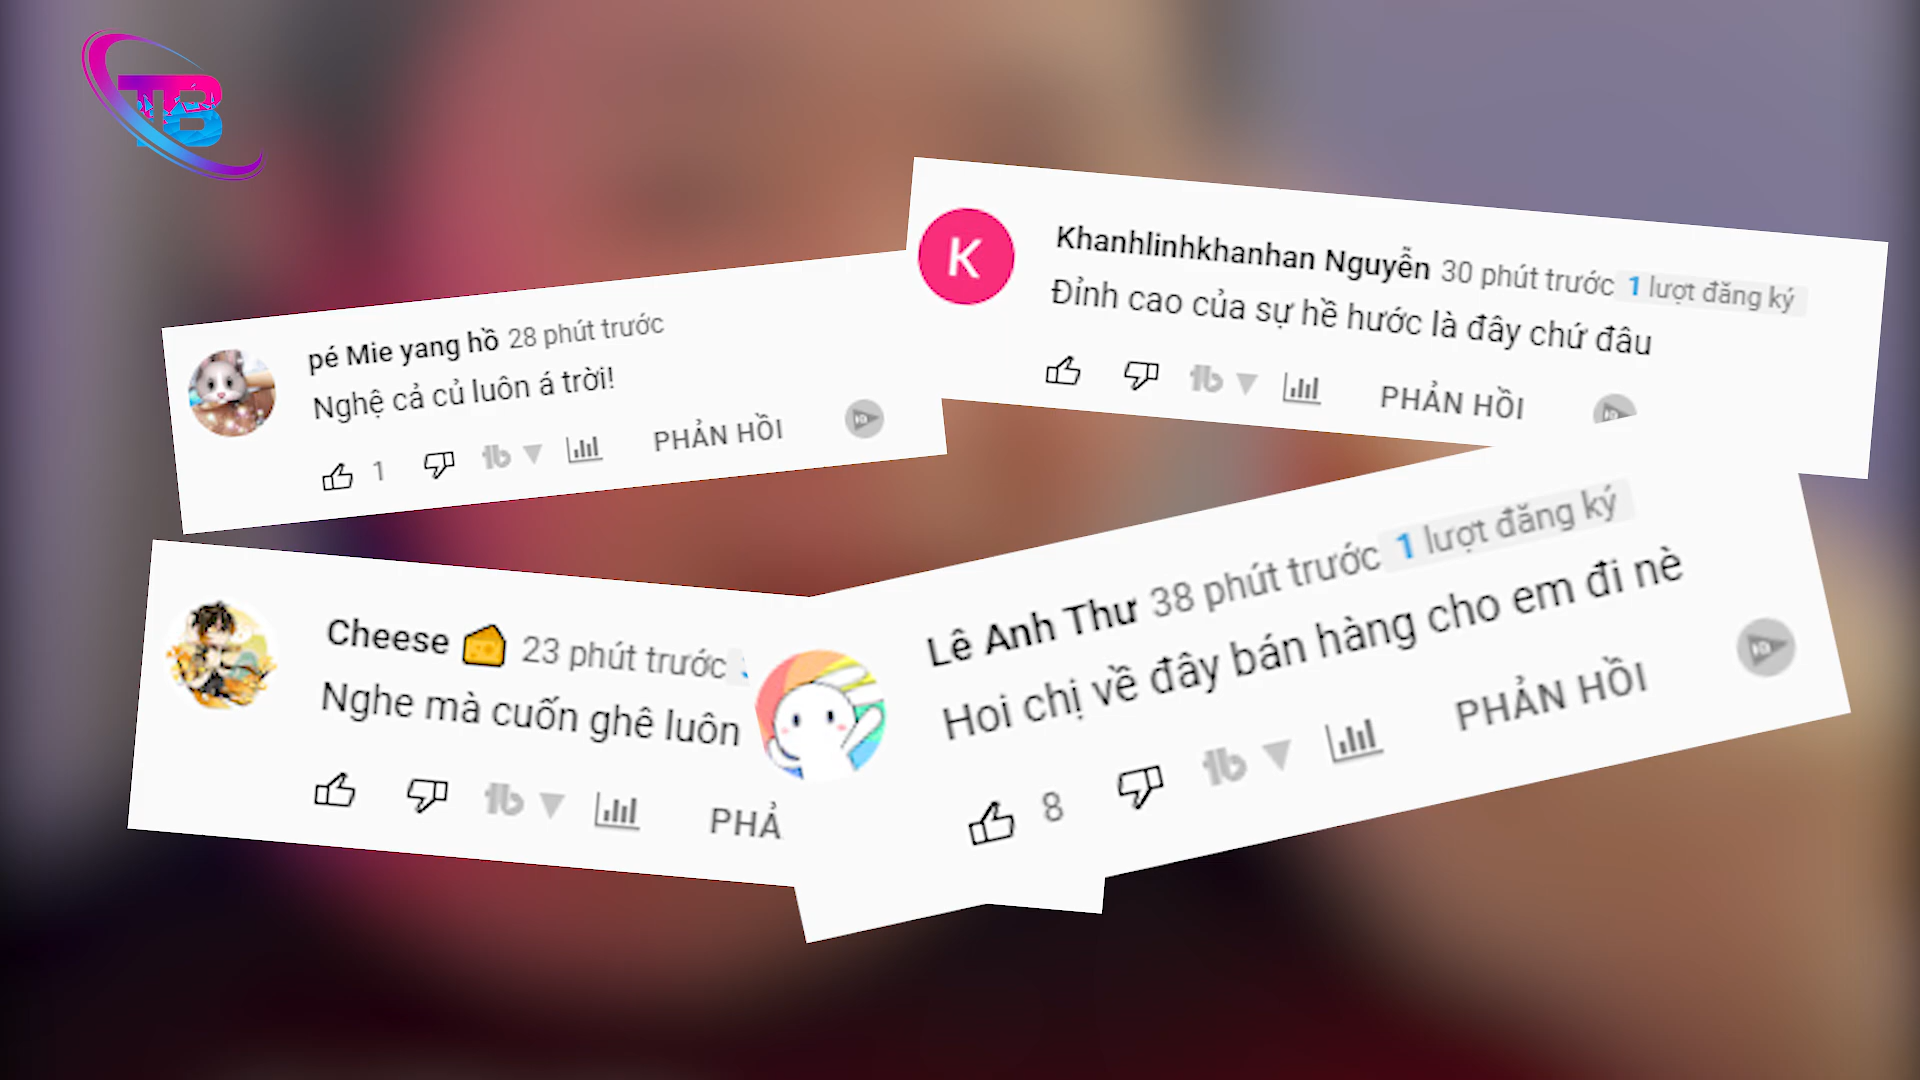 TB
pé Mie yang hồ 28 phút trước
Nghệ cả củ luôn á trời!
1
PHẢN HỒI
K
Khanhlinhkhanhan Nguyễn 30 phút trước 1 lượt đăng ký
Đỉnh cao của sự hề hước là đây chứ đâu
PHẢN HỒI
Cheese 23 phút trước
Nghe mà cuốn ghê luôn
PHẢ
Lê Anh Thư 38 phút trước 1 lượt đăng ký
Hoi chị về đây bán hàng cho em đi nè
8
PHẢN HỒI